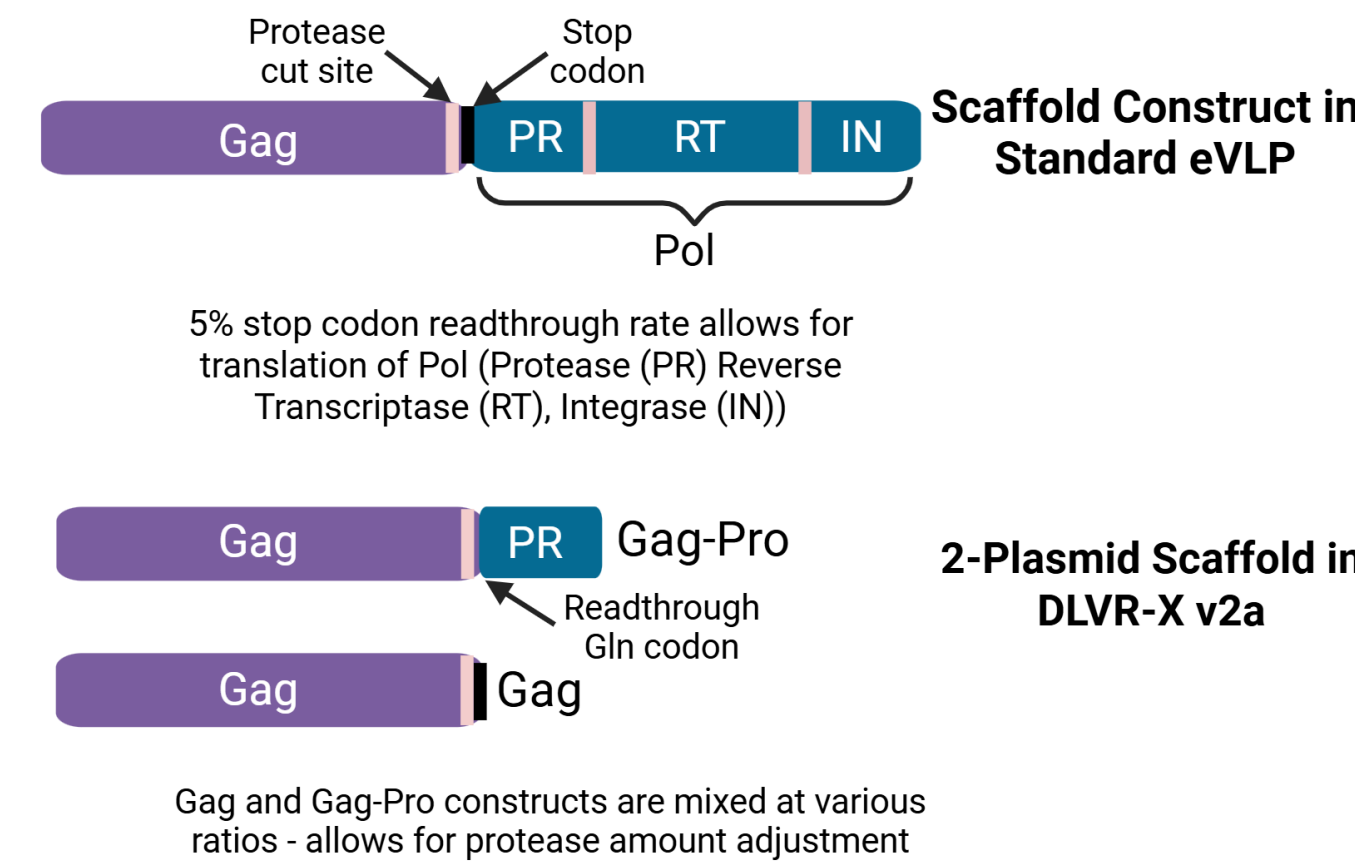 Protease
cut site
Stop
codon
Gag
PR
RT
IN
Scaffold Construct in
Standard eVLP
Pol
5% stop codon readthrough rate allows for
translation of Pol (Protease (PR) Reverse
Transcriptase (RT), Integrase (IN))
Gag
PR
Gag-Pro
2-Plasmid Scaffold in
DLVR-X v2a
Readthrough
Gln codon
Gag
Gag
Gag and Gag-Pro constructs are mixed at various
ratios - allows for protease amount adjustment